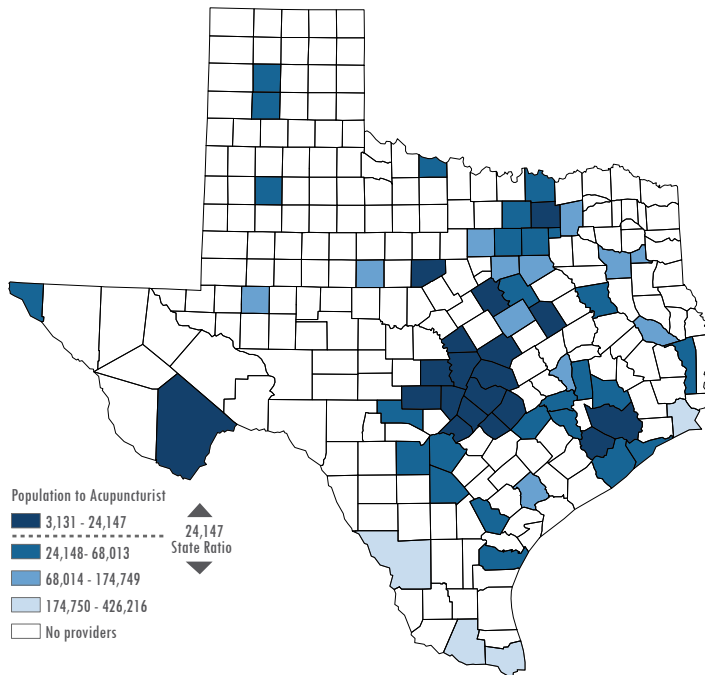 Population to Acupuncturist
3,131 - 24,147
24,147
State Ratio
24,148- 68,013
68,014 - 174,749
174,750 - 426,216
No providers